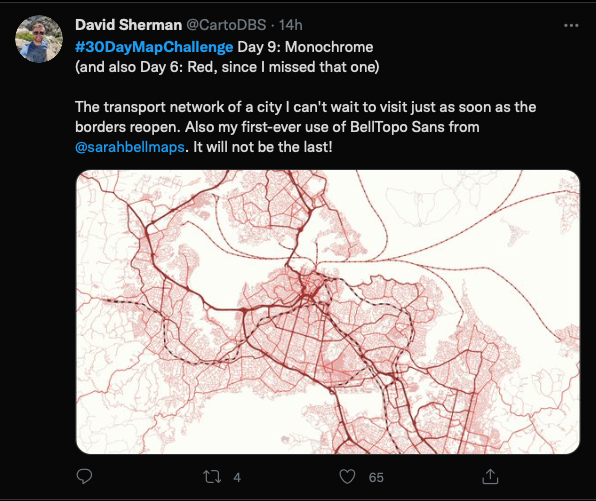 David Sherman @CartoDBS · 14h
#30DayMapChallenge Day 9: Monochrome
(and also Day 6: Red, since I missed that one)
The transport network of a city I can't wait to visit just as soon as the
borders reopen. Also my first-ever use of BellTopo Sans from
@sarahbellmaps. It will not be the last!
4
65